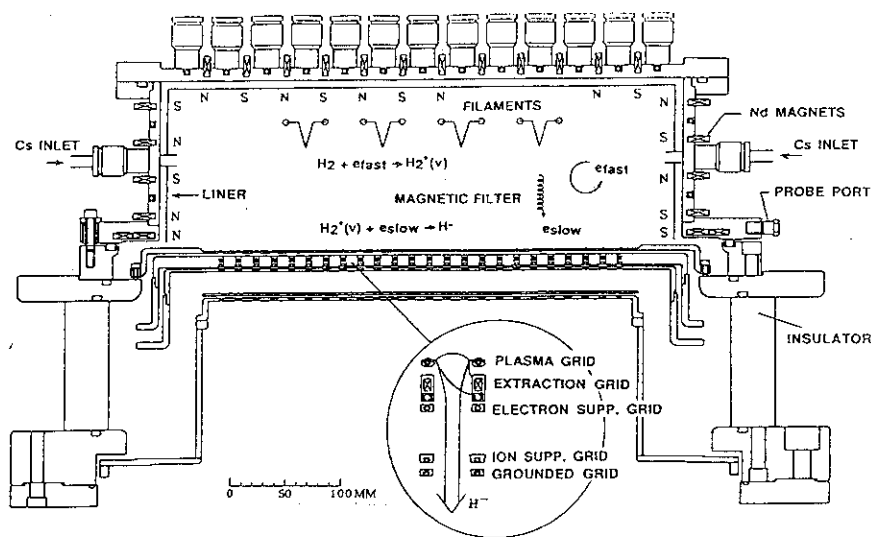 S N S N S N S N S N
FILAMENTS
S N
Nd MAGNETS
N S
Cs INLET
Cs INLET
H2 + efast → H2*(v)
efast
S N
LINER
MAGNETIC FILTER
PROBE PORT
N S
H2*(v) + eslow → H-
eslow
N S
INSULATOR
PLASMA GRID
EXTRACTION GRID
ELECTRON SUPP. GRID
ION SUPP. GRID
GROUNDED GRID
0 50 100 MM
H⁻